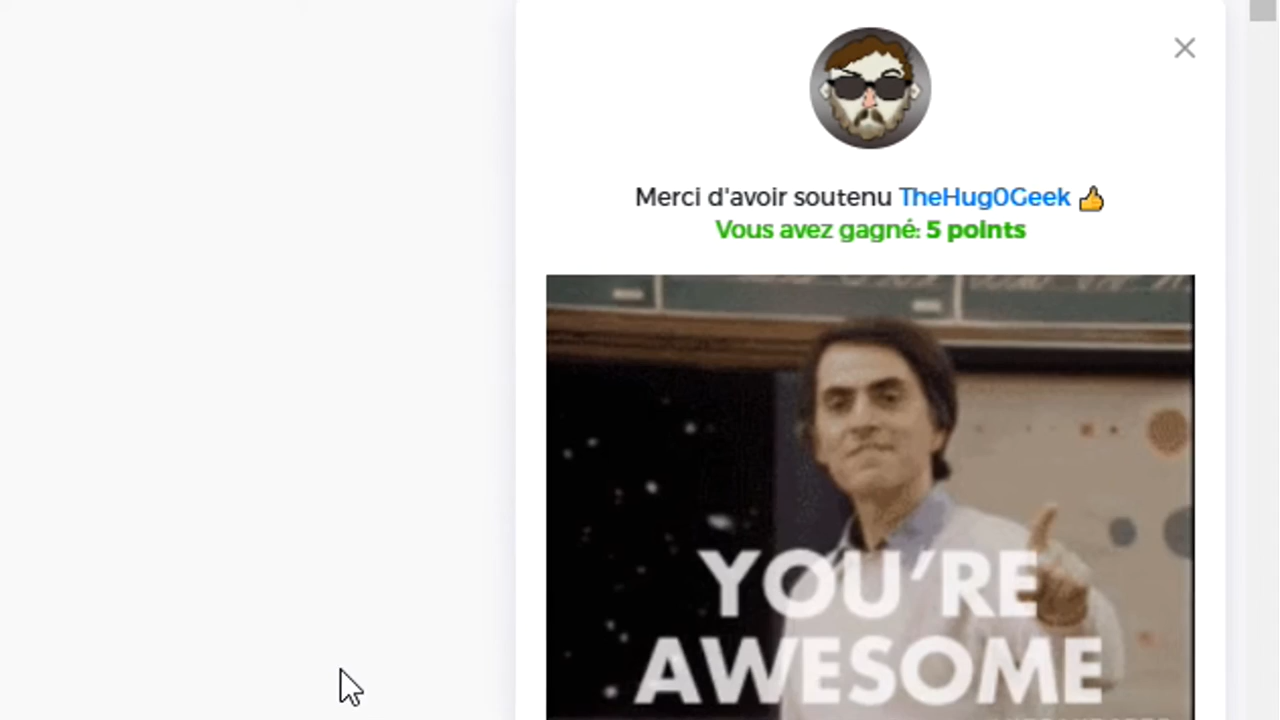 Merci d'avoir soutenu TheHug0Geek 👍
Vous avez gagné: 5 points
YOU'RE
AWESOME